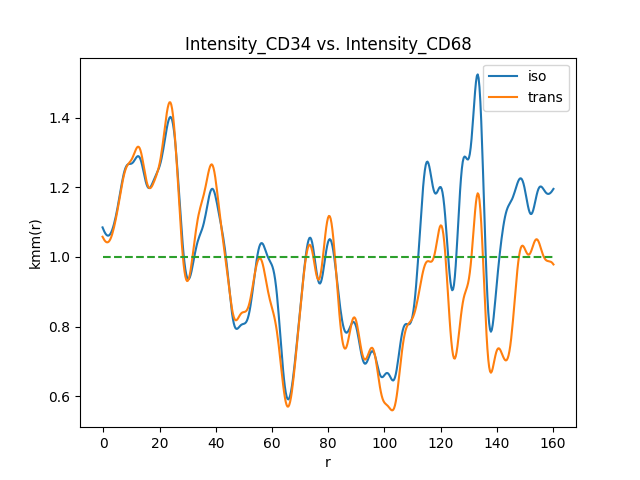 Intensity_CD34 vs. Intensity_CD68
iso
trans
kmm(r)
1.4
1.2
1.0
0.8
0.6
0 20 40 60 80 100 120 140 160
r